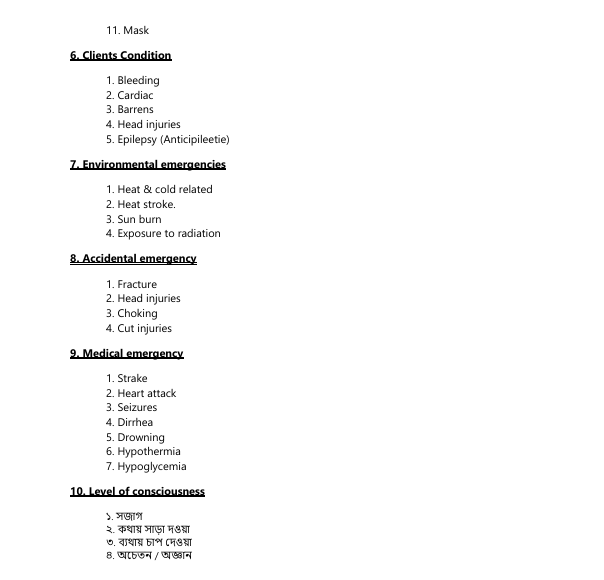 11. Mask
6. Clients Condition
1. Bleeding
2. Cardiac
3. Barrens
4. Head injuries
5. Epilepsy (Anticipileetie)
7. Environmental emergencies
1. Heat & cold related
2. Heat stroke.
3. Sun burn
4. Exposure to radiation
8. Accidental emergency
1. Fracture
2. Head injuries
3. Choking
4. Cut injuries
9. Medical emergency
1. Strake
2. Heart attack
3. Seizures
4. Dirrhea
5. Drowning
6. Hypothermia
7. Hypoglycemia
10. Level of consciousness
১. সজাগ
২. কথায় সাড়া দওয়া
৩. ব্যথায় চাপ দেওয়া
৪. অচেতন / অজ্ঞান